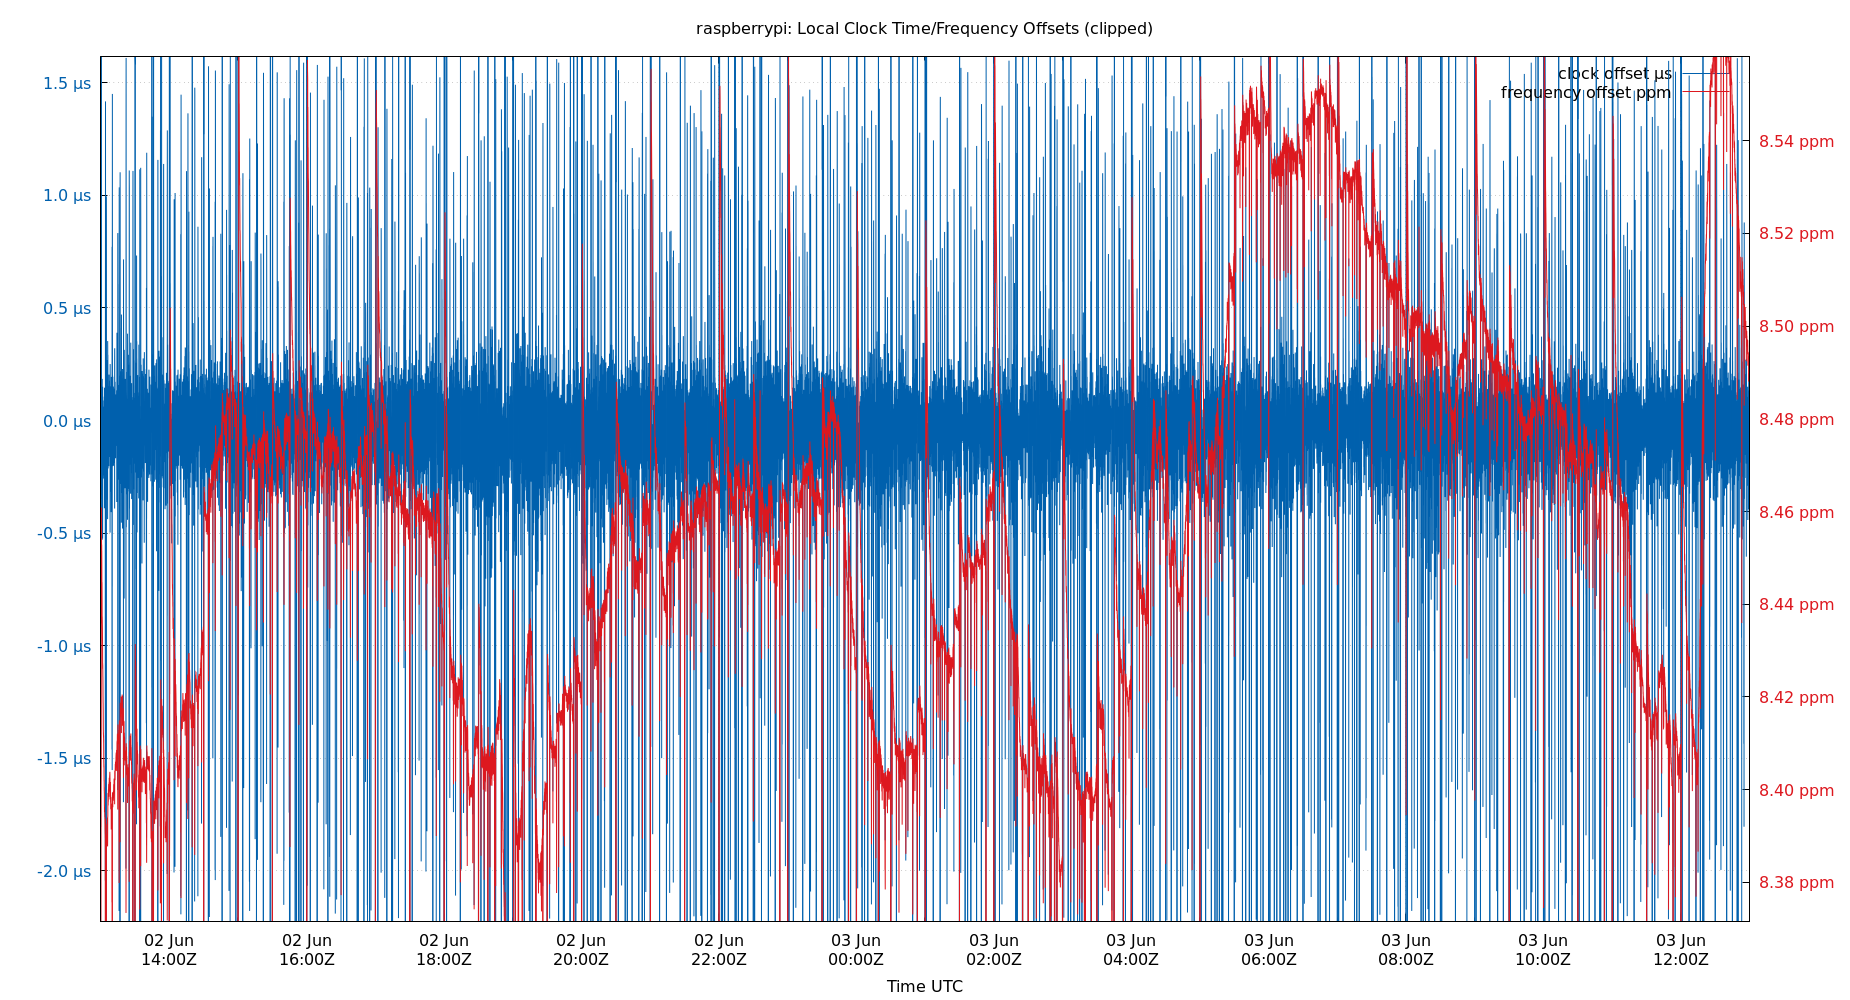 raspberrypi: Local Clock Time/Frequency Offsets (clipped)
clock offset µs
frequency offset ppm
1.5 µs
1.0 µs
0.5 µs
0.0 µs
-0.5 µs
-1.0 µs
-1.5 µs
-2.0 µs
8.54 ppm
8.52 ppm
8.50 ppm
8.48 ppm
8.46 ppm
8.44 ppm
8.42 ppm
8.40 ppm
8.38 ppm
02 Jun 02 Jun 02 Jun 02 Jun 02 Jun 03 Jun 03 Jun 03 Jun 03 Jun 03 Jun 03 Jun 03 Jun
14:00Z 16:00Z 18:00Z 20:00Z 22:00Z 00:00Z 02:00Z 04:00Z 06:00Z 08:00Z 10:00Z 12:00Z
Time UTC